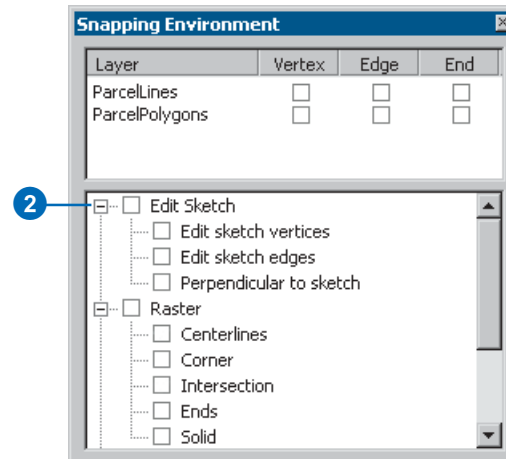 Snapping Environment
Layer Vertex Edge End
ParcelLines
ParcelPolygons
2 Edit Sketch
Edit sketch vertices
Edit sketch edges
Perpendicular to sketch
Raster
Centerlines
Corner
Intersection
Ends
Solid